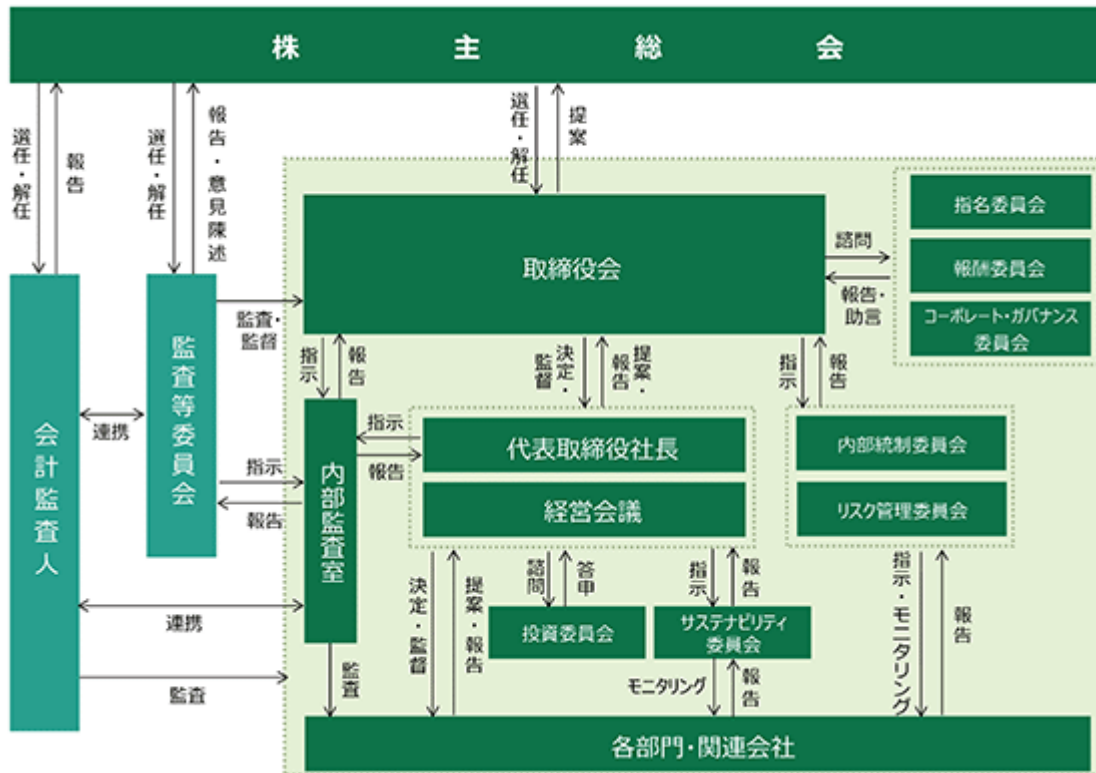 株主総会
選任・解任
報告
選任・解任
報告・意見陳述
選任・解任
提案
指名委員会
報酬委員会
コーポレート・ガバナンス
委員会
取締役会
諮問
報告・
助言
監査・
監督
会計監査人
監査等委員会
連携
指示
報告
決定・
監督
提案・
報告
指示
報告
内部監査室
指示
報告
代表取締役社長
経営会議
内部統制委員会
リスク管理委員会
指示
報告
連携
監査
監査
決定・監督
提案・報告
諮問
答申
投資委員会
指示
報告
サステナビリティ
委員会
モニタリング
報告
指示・モニタリング
報告
各部門・関連会社